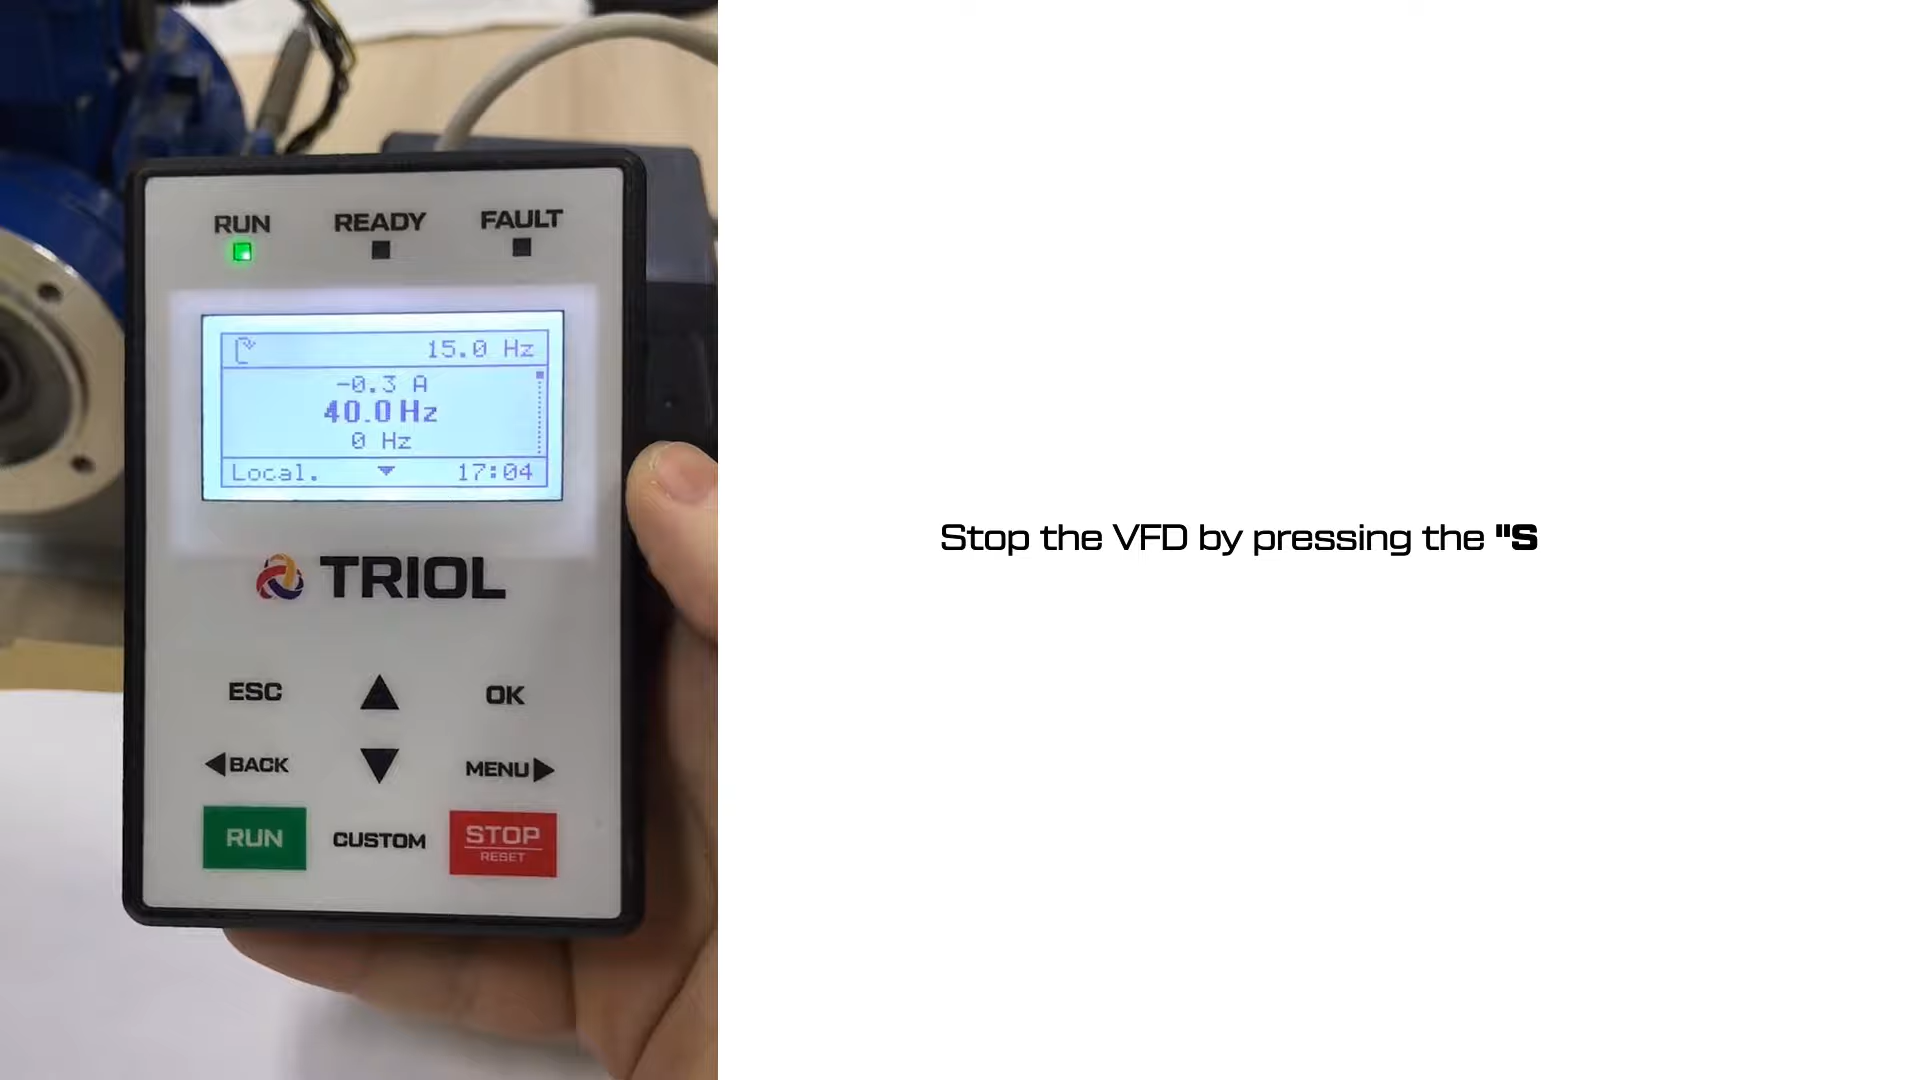 RUN READY FAULT
15.0 Hz
-0.3 A
40.0 Hz
0 Hz
Local. 17:04
TRIOL
ESC OK
BACK MENU
RUN CUSTOM STOP
RESET
Stop the VFD by pressing the "S